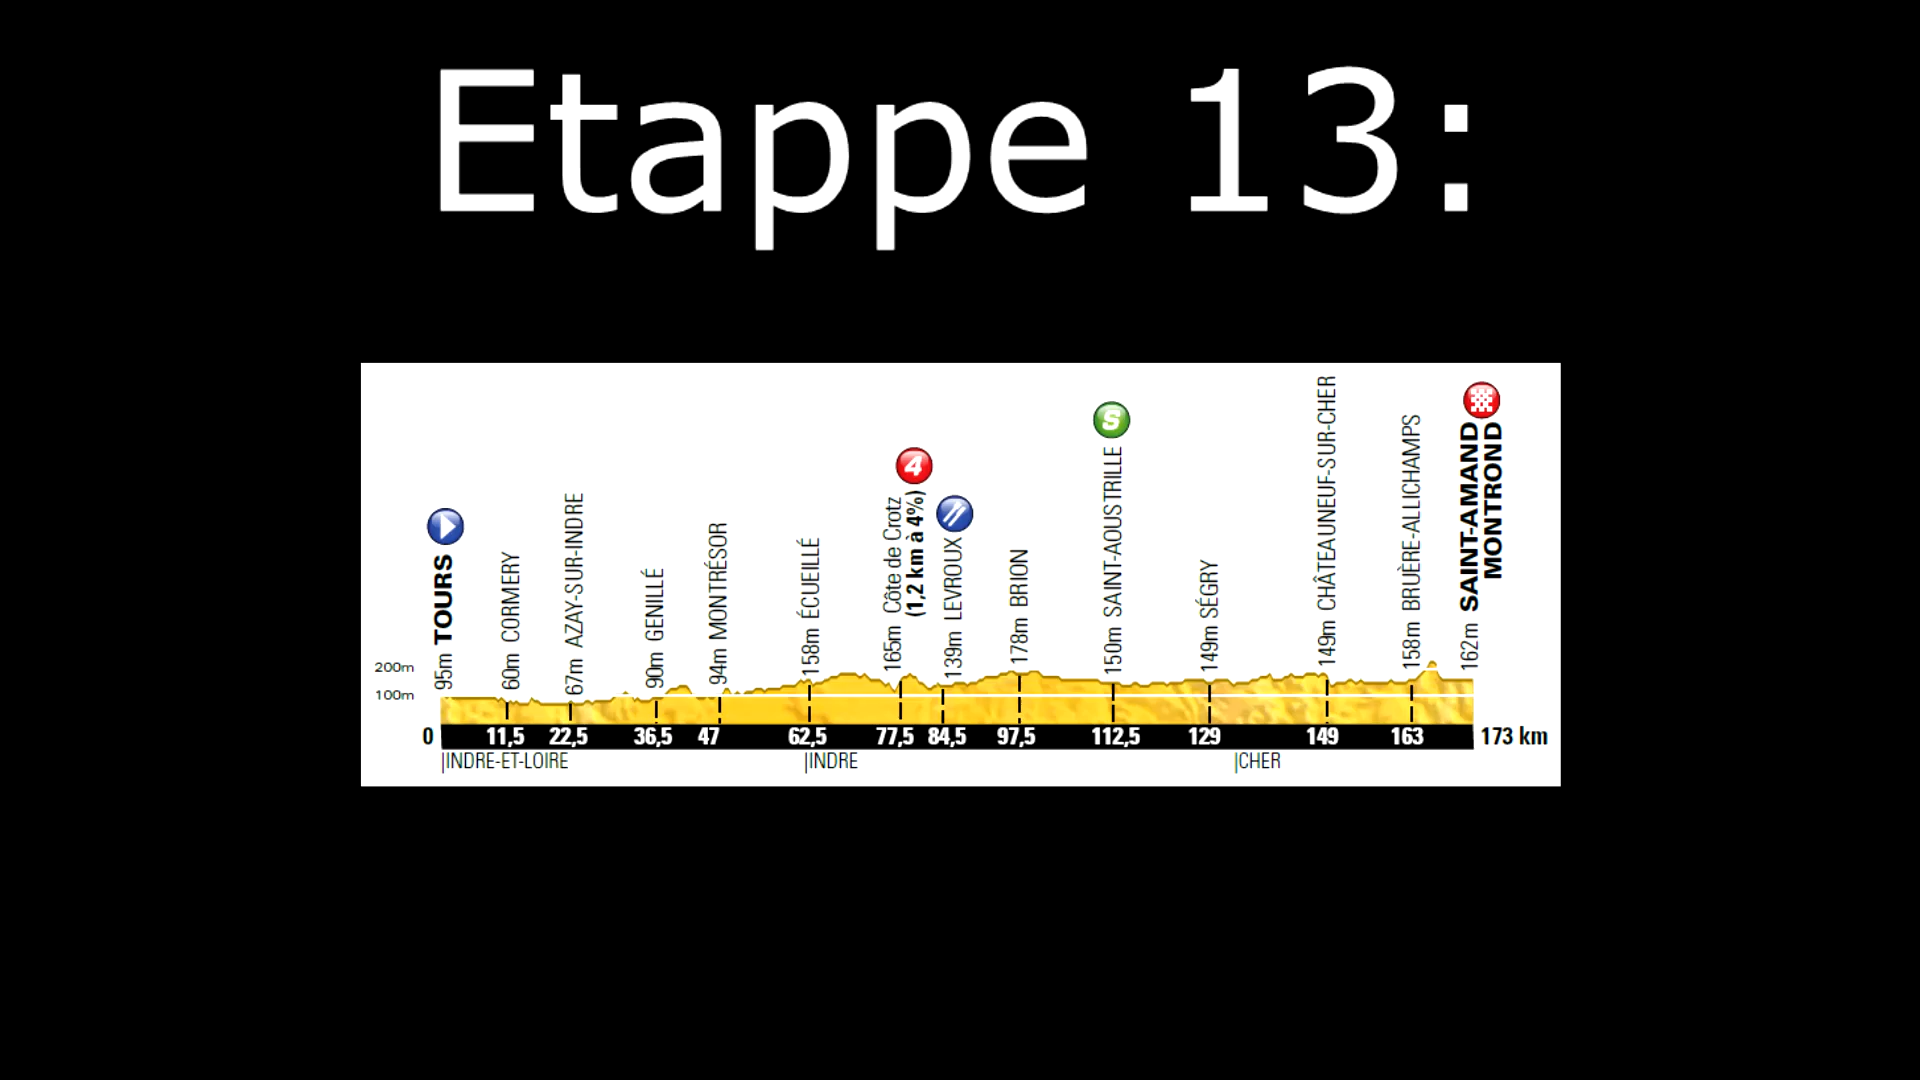 Etappe 13:
95m TOURS
60m CORMERY
67m AZAY-SUR-INDRE
90m GENILLÉ
94m MONTRÉSOR
158m ÉCUEILLÉ
165m Côte de Crotz
(1,2 km à 4%)
4
139m LEVROUX
178m BRION
150m SAINT-AOUSTRILLE
S
149m SÉGRY
149m CHÂTEAUNEUF-SUR-CHER
158m BRUÈRE-ALLICHAMPS
162m SAINT-AMAND
MONTROND
200m
100m
0 11,5 22,5 36,5 47 62,5 77,5 84,5 97,5 112,5 129 149 163 173 km
|INDRE-ET-LOIRE |INDRE |CHER